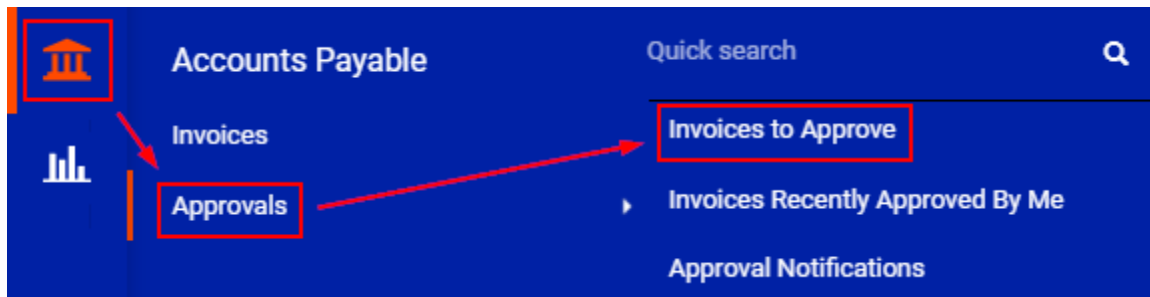 Accounts Payable
Quick search
Invoices
Invoices to Approve
Approvals
Invoices Recently Approved By Me
Approval Notifications